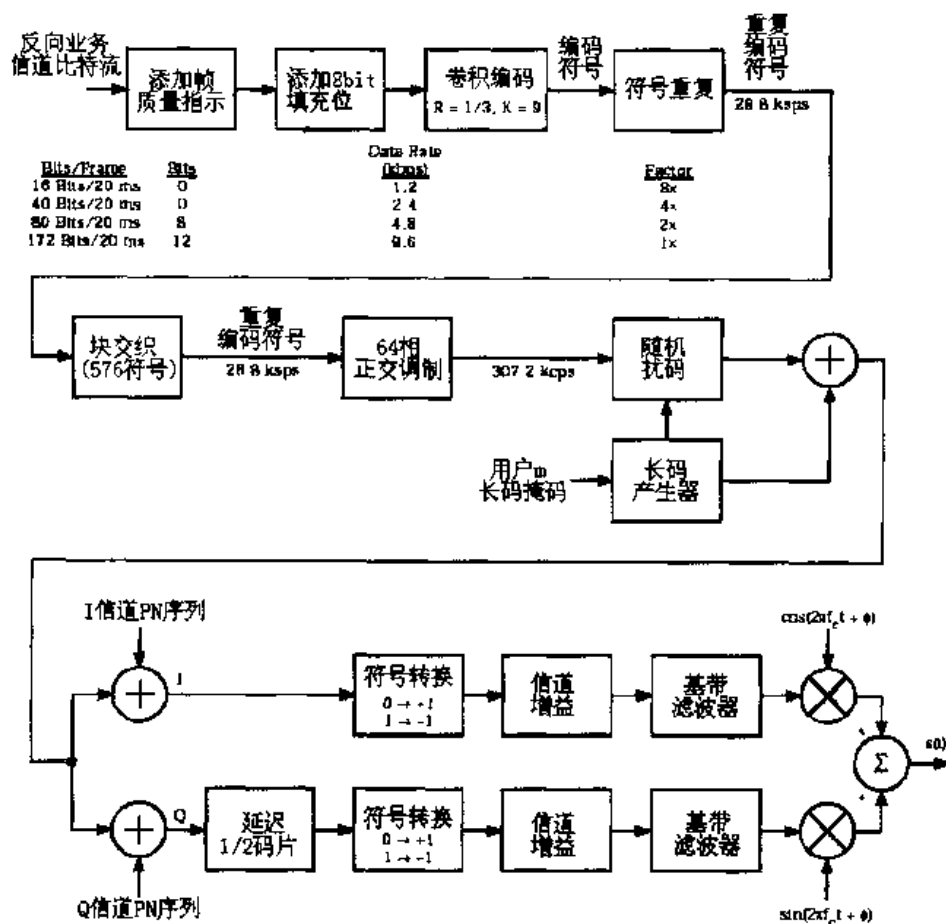 反向业务
信道比特流
添加帧
质量指示
添加8bit
填充位
卷积编码
R = 1/3, K = 9
编码
符号
符号重复
重复
编码
符号
28.8 ksps
Bits/Frame
Bits
Data Rate
(kbps)
Factor
16 Bits/20 ms
0
1.2
8x
40 Bits/20 ms
0
2.4
4x
80 Bits/20 ms
8
4.8
2x
172 Bits/20 ms
12
9.6
1x
块交织
(576符号)
重复
编码符号
28.8 ksps
64相
正交调制
307.2 kcps
随机
扰码
+
用户m
长码掩码
长码
产生器
I信道PN序列
+
I
符号转换
0 → +1
1 → -1
信道
增益
基带
滤波器
cos(2πf_c t + ϕ)
Σ
s(t)
+
Q
延迟
1/2码片
符号转换
0 → +1
1 → -1
信道
增益
基带
滤波器
Q信道PN序列
sin(2πf_c t + ϕ)